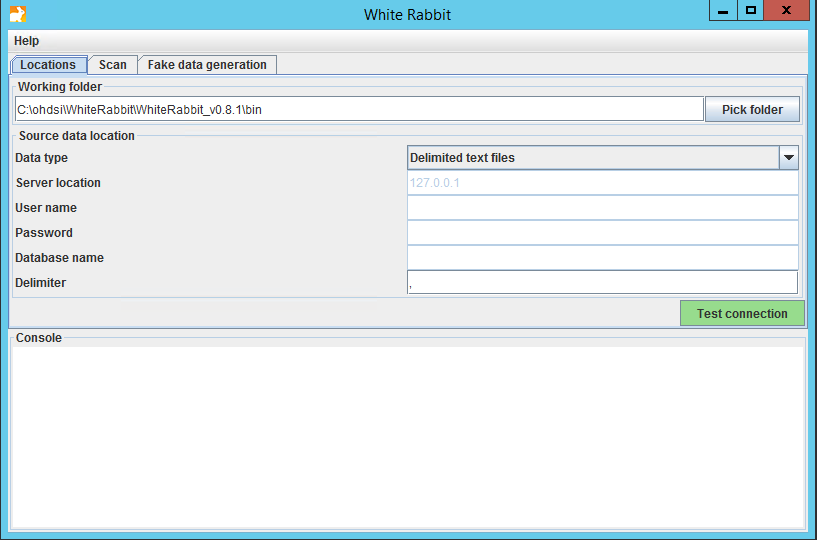 White Rabbit
Help
Locations Scan Fake data generation
Working folder
C:\ohdsi\WhiteRabbit\WhiteRabbit_v0.8.1\bin Pick folder
Source data location
Data type Delimited text files
Server location 127.0.0.1
User name
Password
Database name
Delimiter ,
Test connection
Console